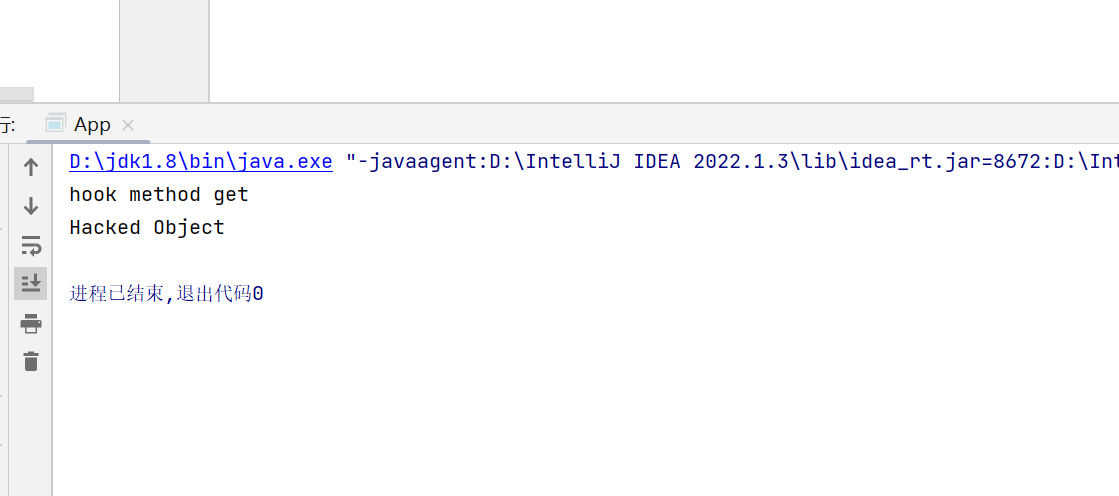 行:
App
D:\jdk1.8\bin\java.exe "-javaagent:D:\IntelliJ IDEA 2022.1.3\lib\idea_rt.jar=8672:D:\Int
hook method get
Hacked Object
进程已结束,退出代码0